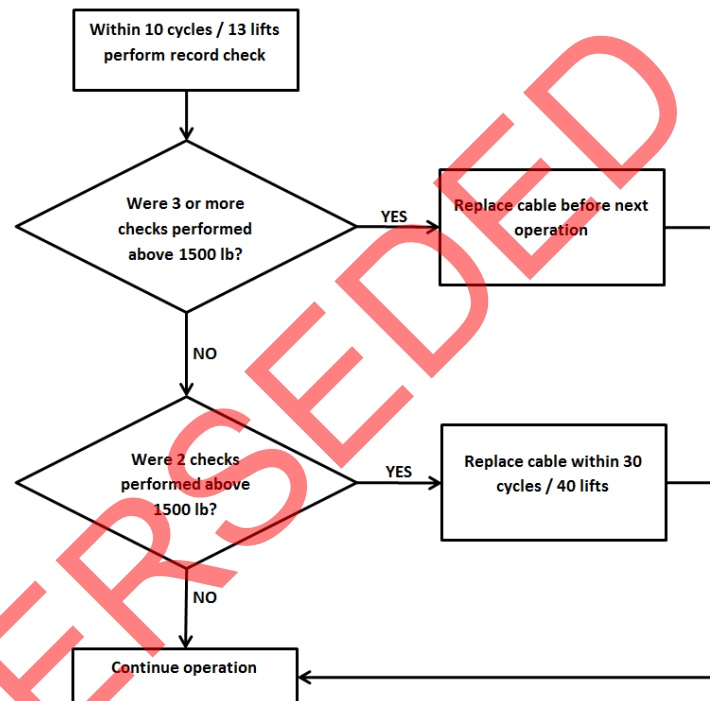 Within 10 cycles / 13 lifts
perform record check
Were 3 or more
checks performed
above 1500 lb?
YES
Replace cable before next
operation
NO
Were 2 checks
performed above
1500 lb?
YES
Replace cable within 30
cycles / 40 lifts
NO
Continue operation
ERSEDED